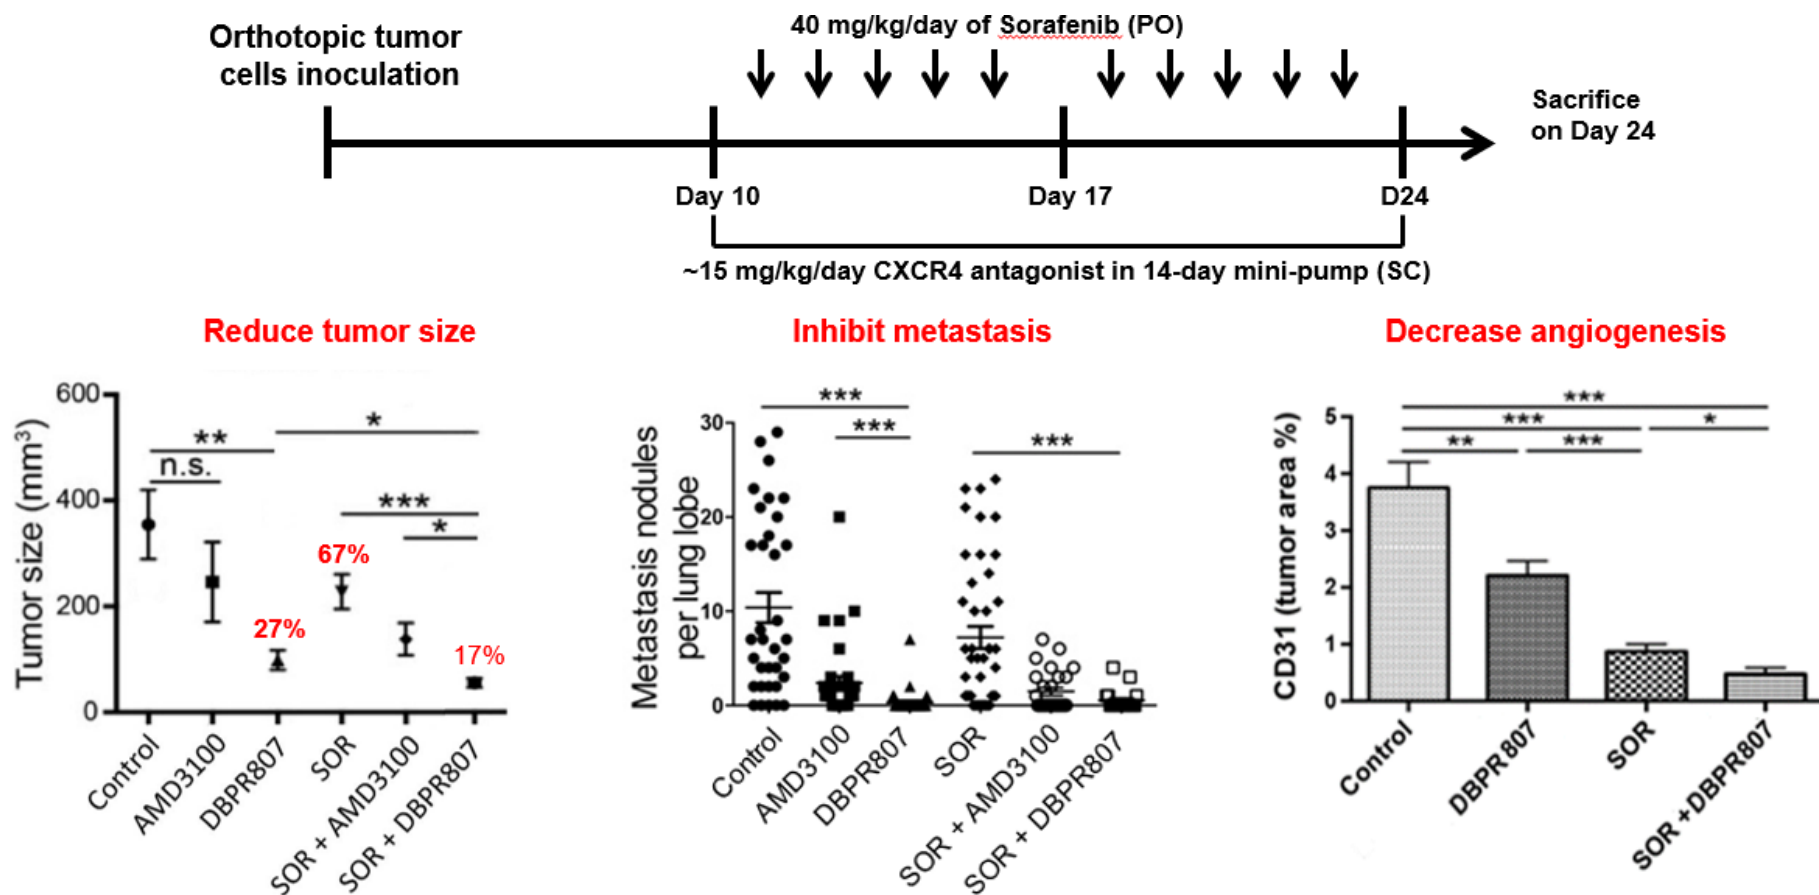 Orthotopic tumor
cells inoculation
40 mg/kg/day of Sorafenib (PO)
Sacrifice
on Day 24
Day 10
Day 17
D24
~15 mg/kg/day CXCR4 antagonist in 14-day mini-pump (SC)
Reduce tumor size
Tumor size (mm³)
600
400
200
0
**
n.s.
*
***
*
67%
27%
17%
Control
AMD3100
DBPR807
SOR
SOR + AMD3100
SOR + DBPR807
Inhibit metastasis
Metastasis nodules
per lung lobe
30
20
10
0
***
***
***
Control
AMD3100
DBPR807
SOR
SOR + AMD3100
SOR + DBPR807
Decrease angiogenesis
CD31 (tumor area %)
5
4
3
2
1
0
***
***
*
**
***
Control
DBPR807
SOR
SOR +DBPR807